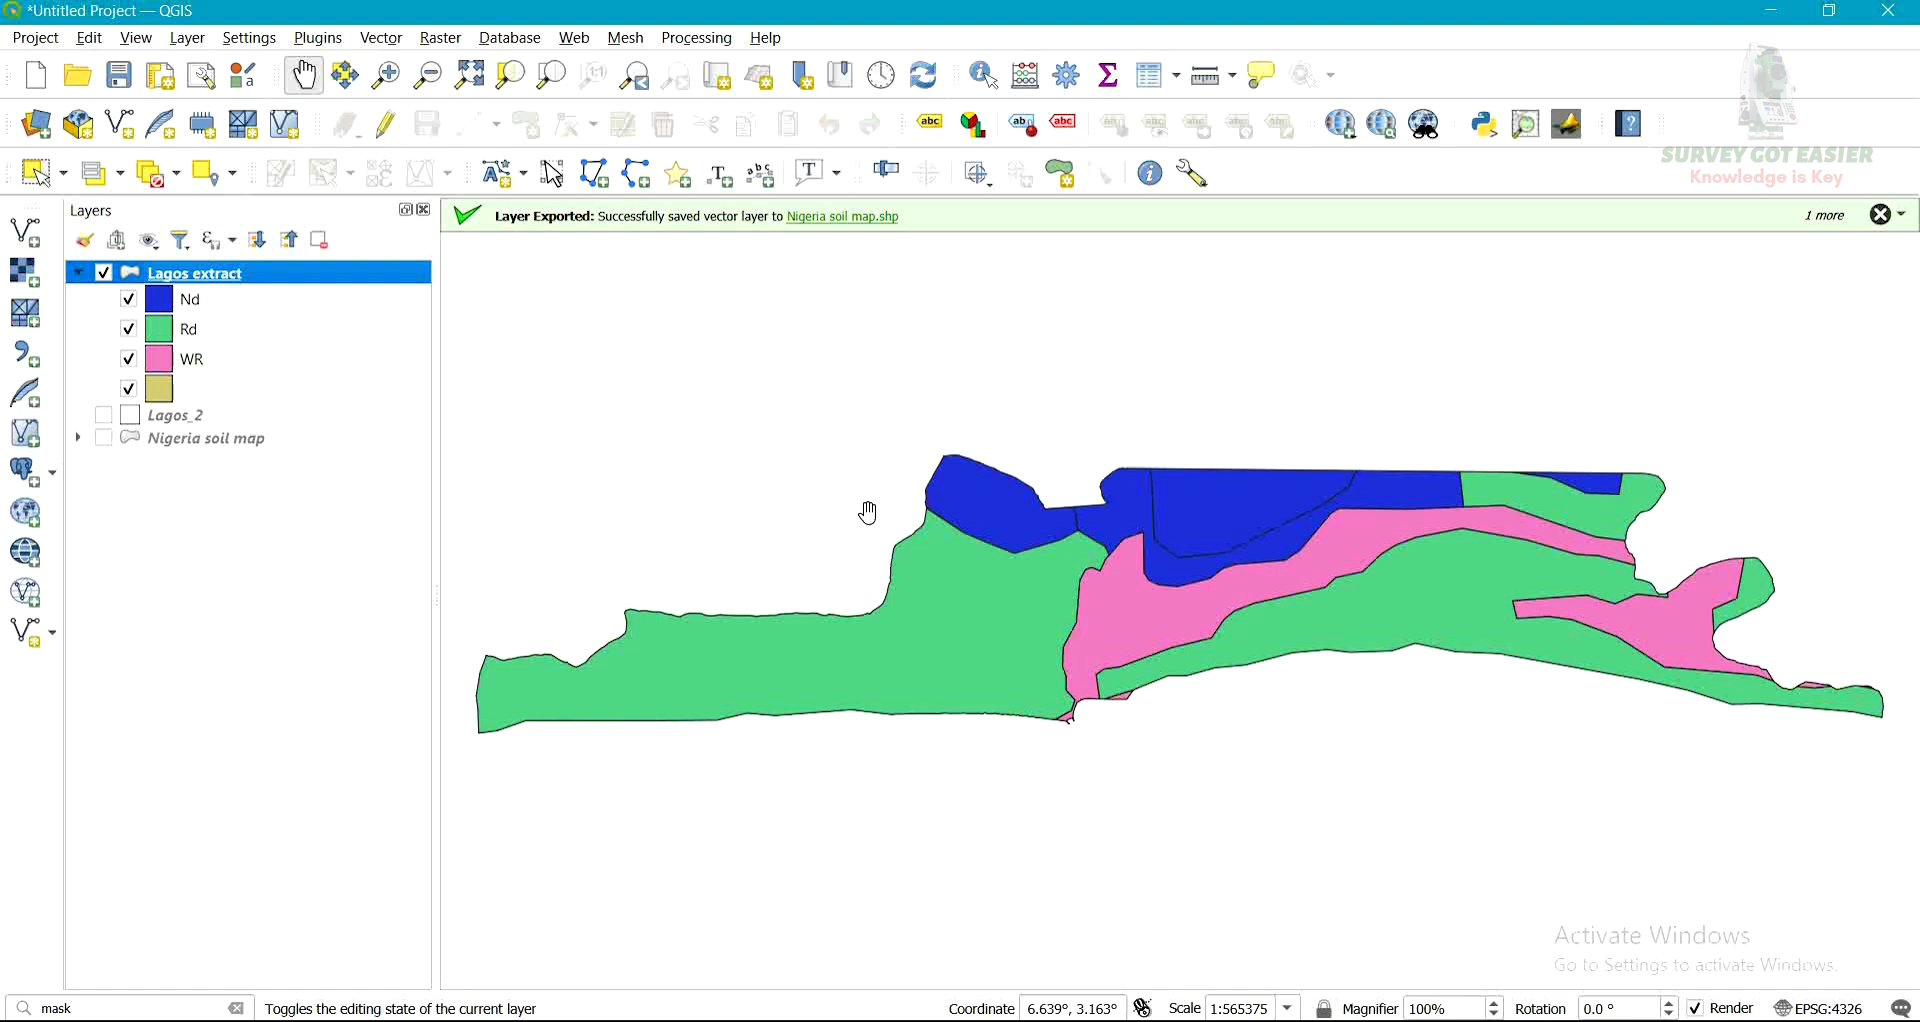 *Untitled Project — QGIS
Project Edit View Layer Settings Plugins Vector Raster Database Web Mesh Processing Help
SURVEY GOT EASIER
Knowledge is Key
Layers
Layer Exported: Successfully saved vector layer to Nigeria soil map.shp
1 more
Lagos extract
Nd
Rd
WR
Lagos_2
Nigeria soil map
Activate Windows
Go to Settings to activate Windows.
mask
Toggles the editing state of the current layer
Coordinate 6.639°, 3.163° Scale 1:565375 Magnifier 100% Rotation 0.0 ° Render EPSG:4326